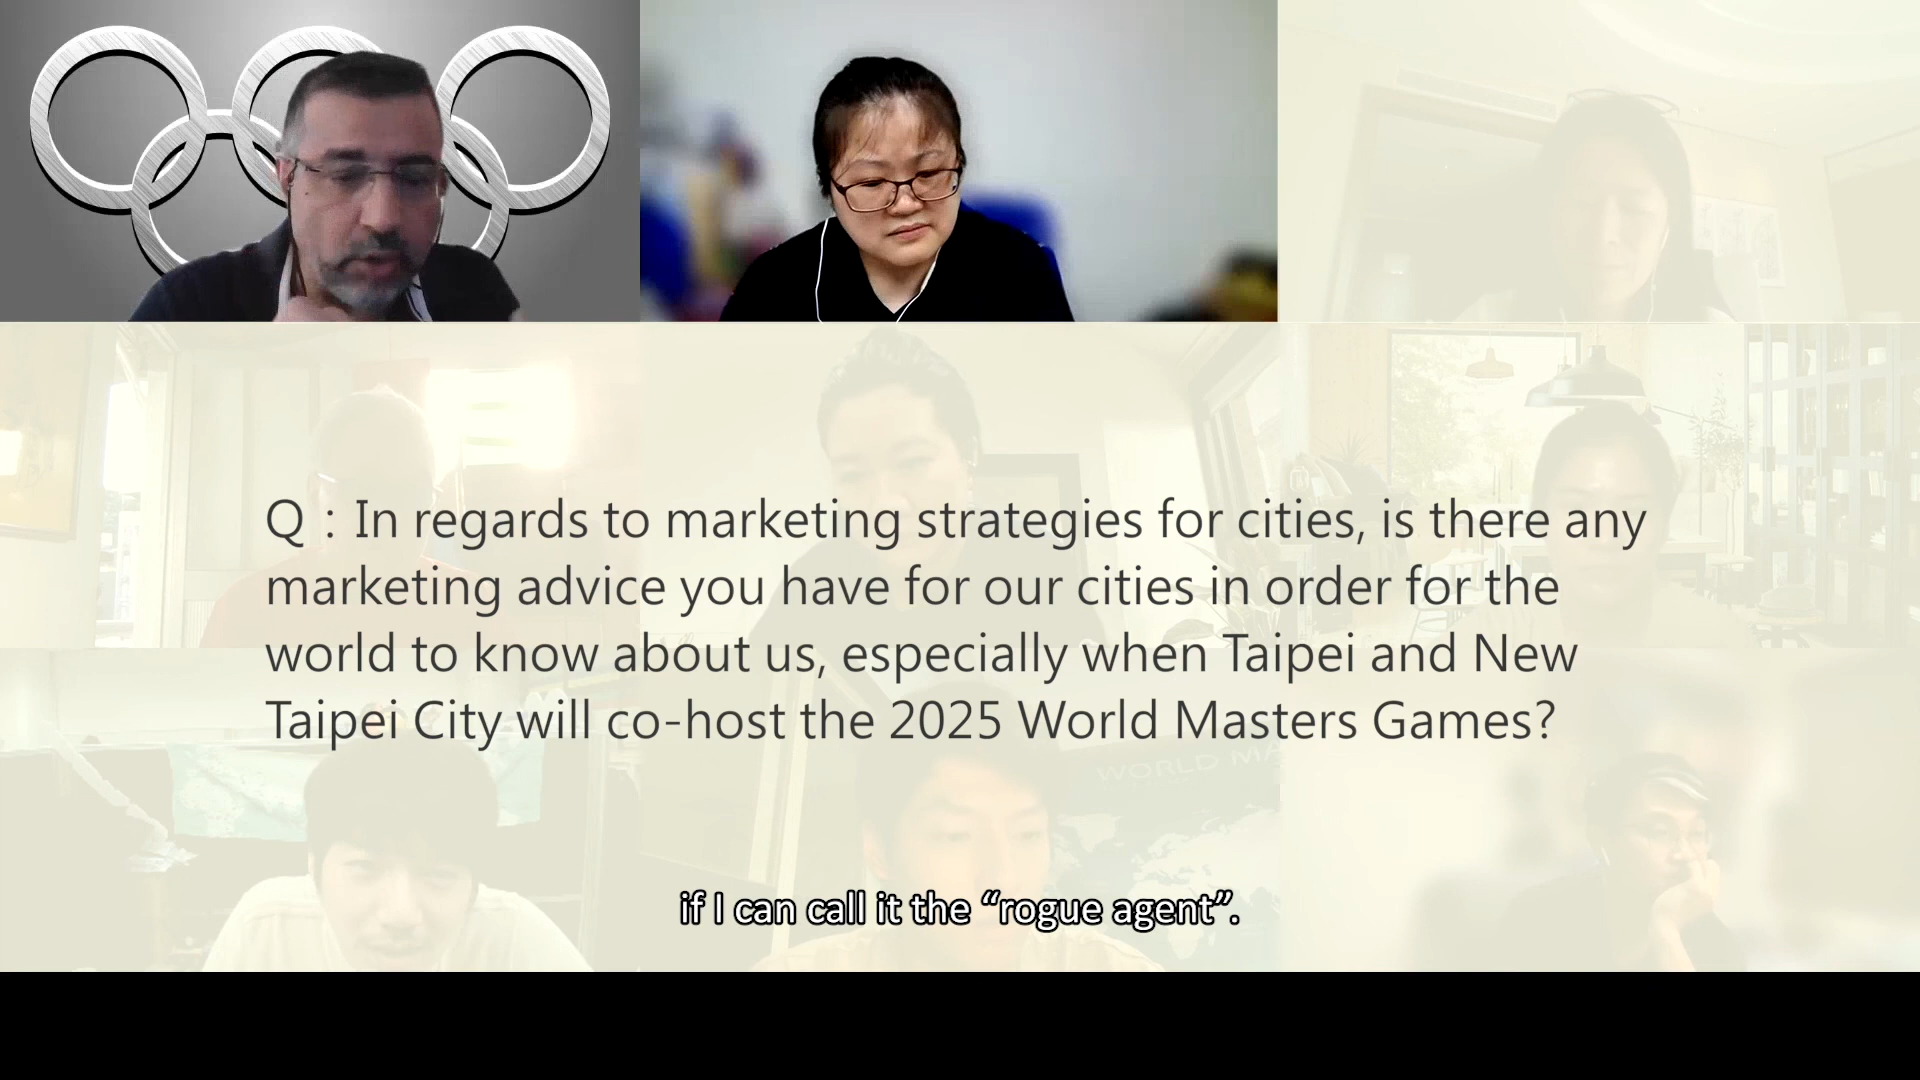 Q : In regards to marketing strategies for cities, is there any
marketing advice you have for our cities in order for the
world to know about us, especially when Taipei and New
Taipei City will co-host the 2025 World Masters Games?
WORLD MA
if I can call it the “rogue agent”.